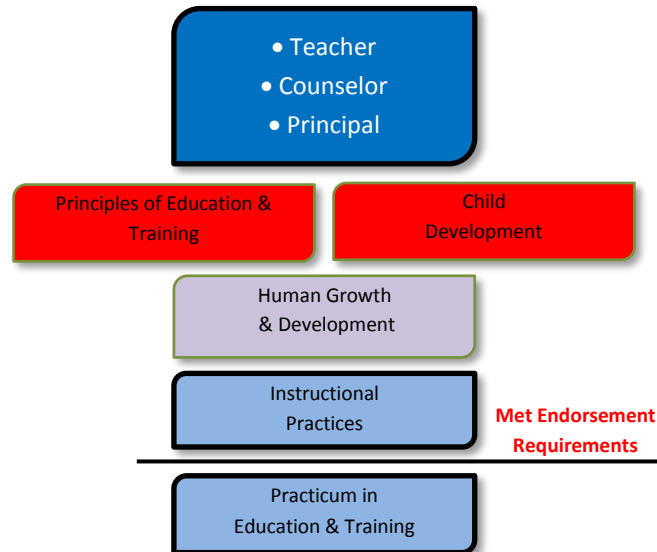 • Teacher
• Counselor
• Principal
Principles of Education &
Training
Child
Development
Human Growth
& Development
Instructional
Practices
Met Endorsement
Requirements
Practicum in
Education & Training